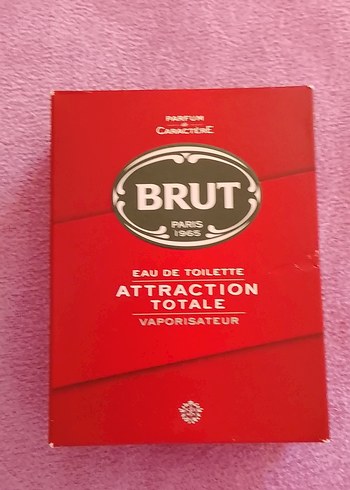 PARFUM
de
CARACTÈRE
BRUT
PARIS
1965
EAU DE TOILETTE
ATTRACTION
TOTALE
VAPORISATEUR